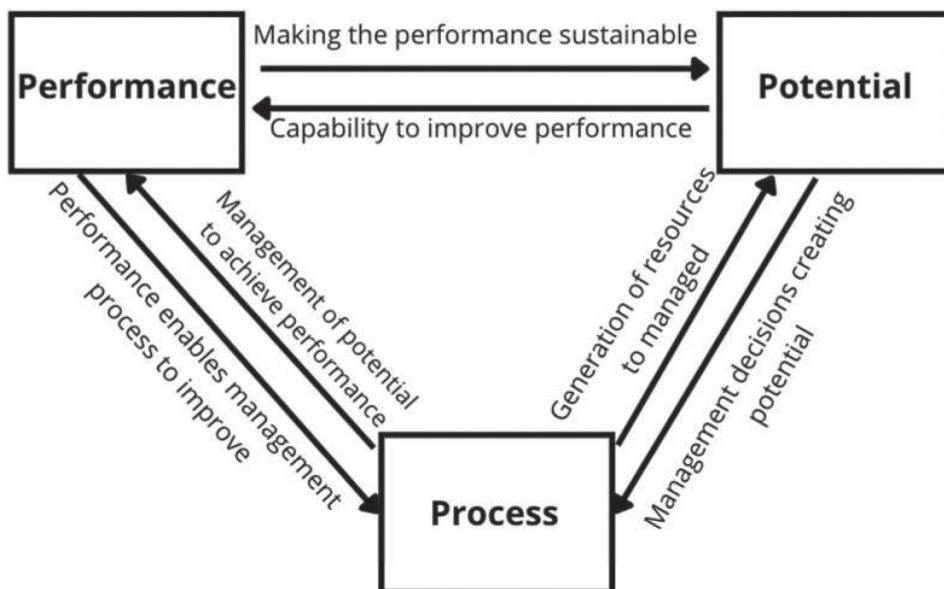 Making the performance sustainable
Performance
Potential
Capability to improve performance
Performance enables management
process to improve
Management of potential
to achieve performance
Generation of resources
to managed
Management decisions creating
potential
Process